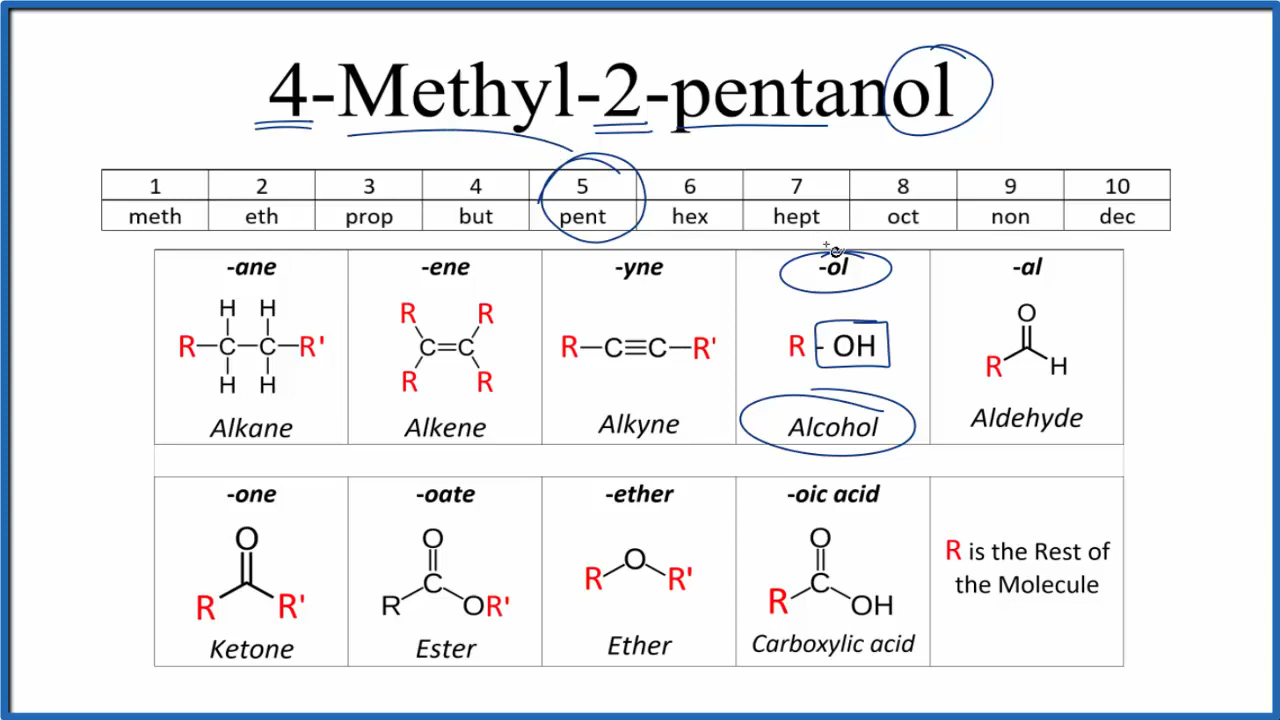 4-Methyl-2-pentanol
1 2 3 4 5 6 7 8 9 10
meth eth prop but pent hex hept oct non dec
-ane -ene -yne -ol -al
H H
R C C R'
H H
R R
C C
R R
R C C R'
R - OH
O
R H
Alkane Alkene Alkyne Alcohol Aldehyde
-one -oate -ether -oic acid
O
R R'
O
C
R OR'
O
R R'
O
C
R OH
R is the Rest of
the Molecule
Ketone Ester Ether Carboxylic acid